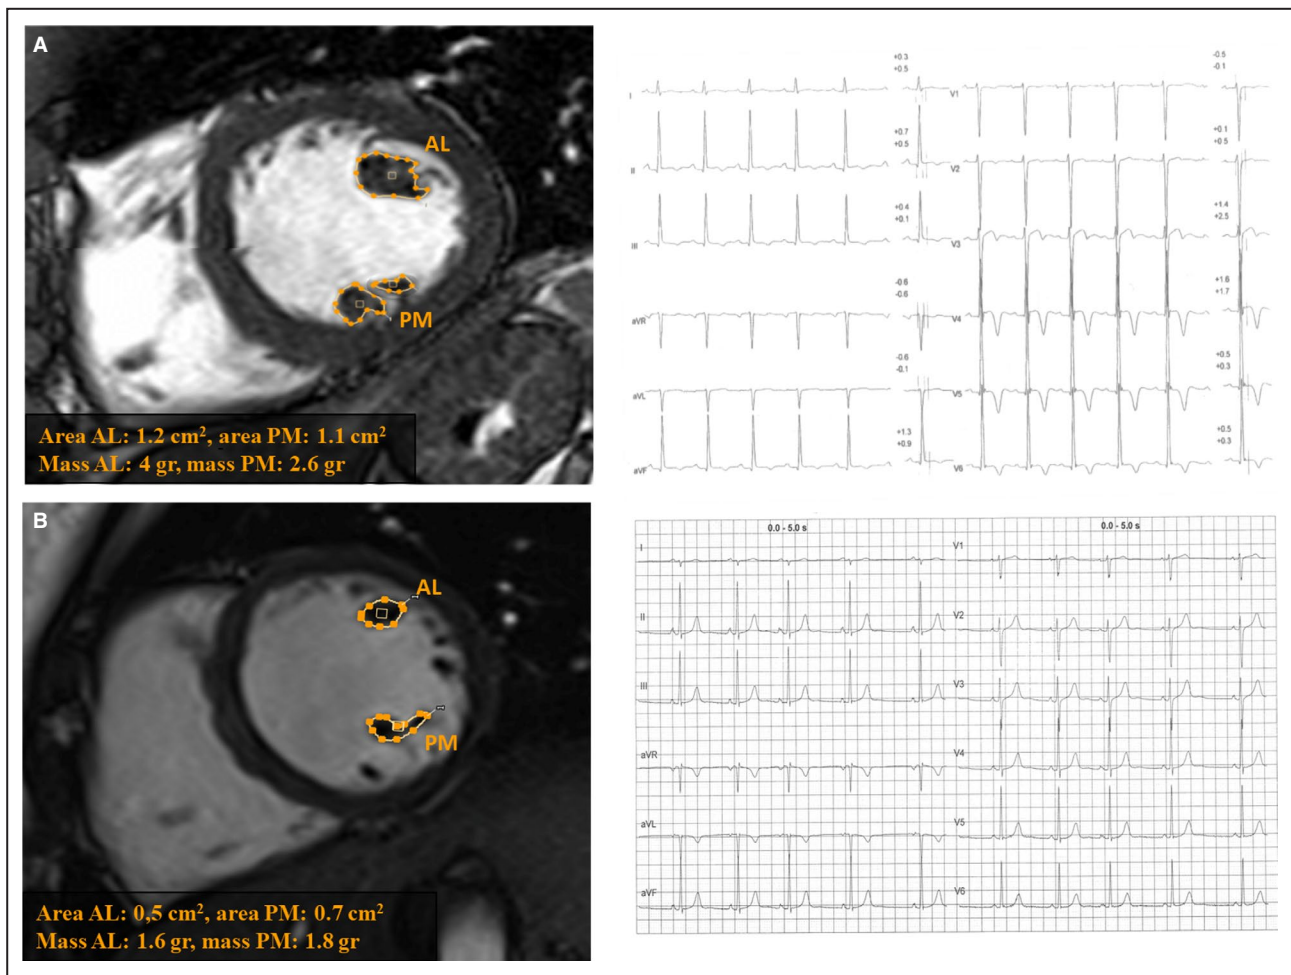 A
AL
PM
Area AL: 1.2 cm², area PM: 1.1 cm²
Mass AL: 4 gr, mass PM: 2.6 gr
I
+0.3
+0.5
V1
-0.5
-0.1
II
+0.7
+0.5
V2
+0.1
+0.5
III
+0.4
+0.1
V3
+1.4
+2.5
aVR
-0.6
-0.6
V4
+1.6
+1.7
aVL
-0.6
-0.1
V5
+0.5
+0.3
aVF
+1.3
+0.9
V6
+0.5
+0.3
B
AL
PM
Area AL: 0,5 cm², area PM: 0.7 cm²
Mass AL: 1.6 gr, mass PM: 1.8 gr
0.0 - 5.0 s
0.0 - 5.0 s
I
V1
II
V2
III
V3
aVR
V4
aVL
V5
aVF
V6